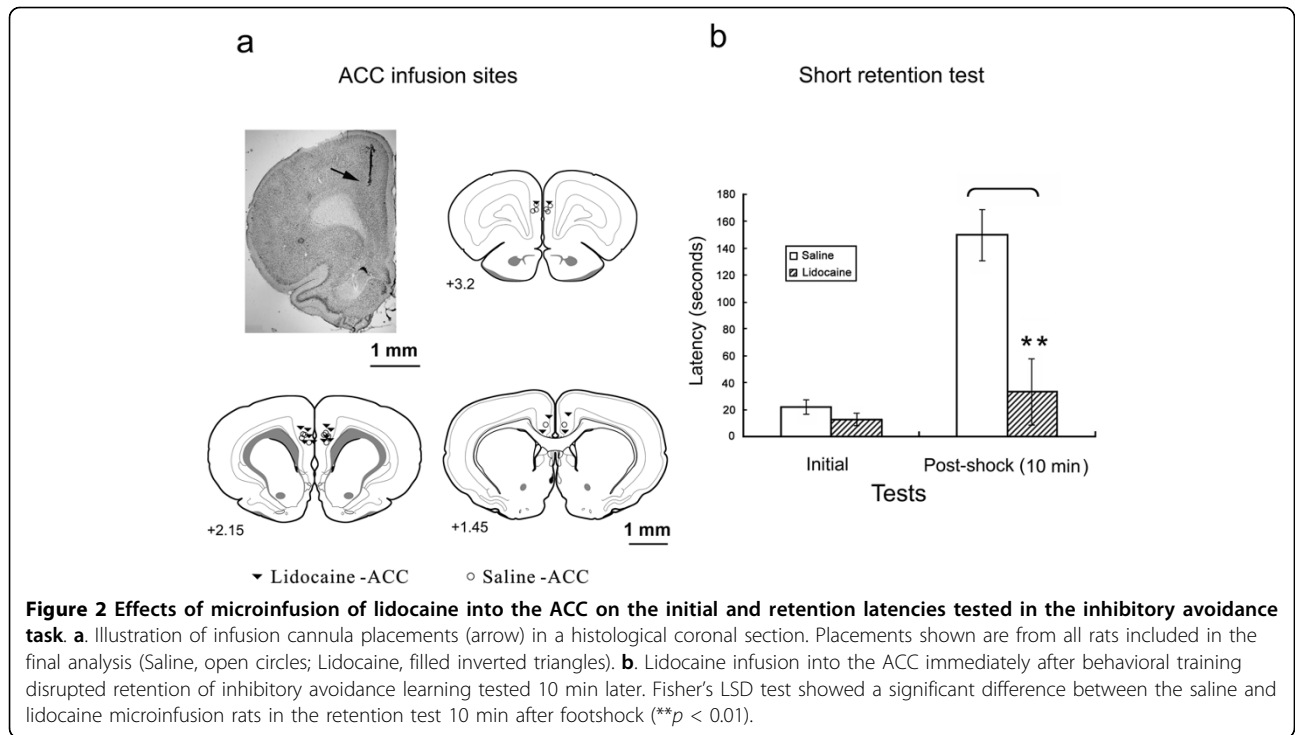 a
ACC infusion sites
1 mm
+3.2
+2.15
+1.45
1 mm
Lidocaine -ACC
Saline -ACC
b
Short retention test
Latency (seconds)
180
160
140
120
100
80
60
40
20
0
Saline
Lidocaine
**
Initial
Post-shock (10 min)
Tests
Figure 2 Effects of microinfusion of lidocaine into the ACC on the initial and retention latencies tested in the inhibitory avoidance
task. a. Illustration of infusion cannula placements (arrow) in a histological coronal section. Placements shown are from all rats included in the
final analysis (Saline, open circles; Lidocaine, filled inverted triangles). b. Lidocaine infusion into the ACC immediately after behavioral training
disrupted retention of inhibitory avoidance learning tested 10 min later. Fisher's LSD test showed a significant difference between the saline and
lidocaine microinfusion rats in the retention test 10 min after footshock (**p < 0.01).